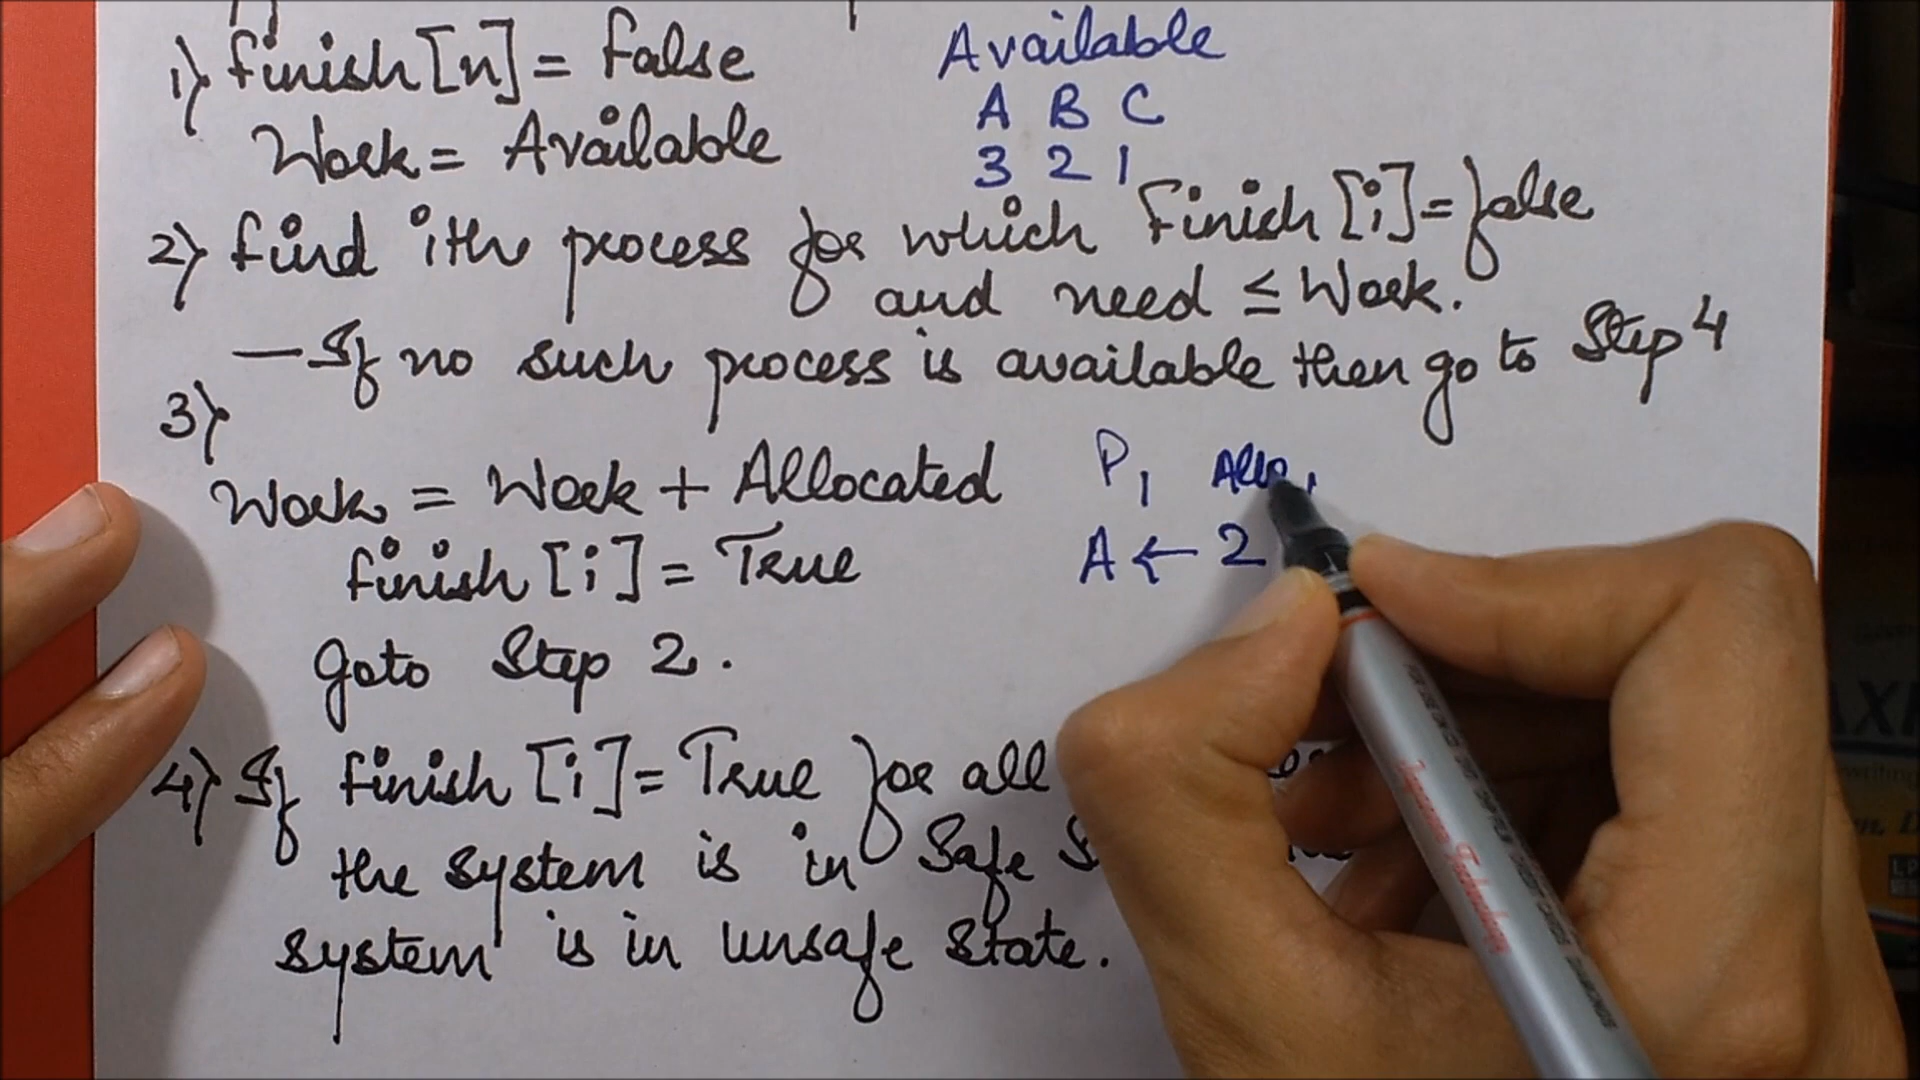 1) finish[n] = false
Work = Available
Available
A B C
3 2 1
2) find ith process for which Finish[i] = false
and need ≤ Work.
— If no such process is available then go to Step 4
3)
Work = Work + Allocated
finish[i] = True
Goto Step 2.
P1
A ← 2
4) If finish[i] = True for all
the system is in Safe
system is in unsafe state.